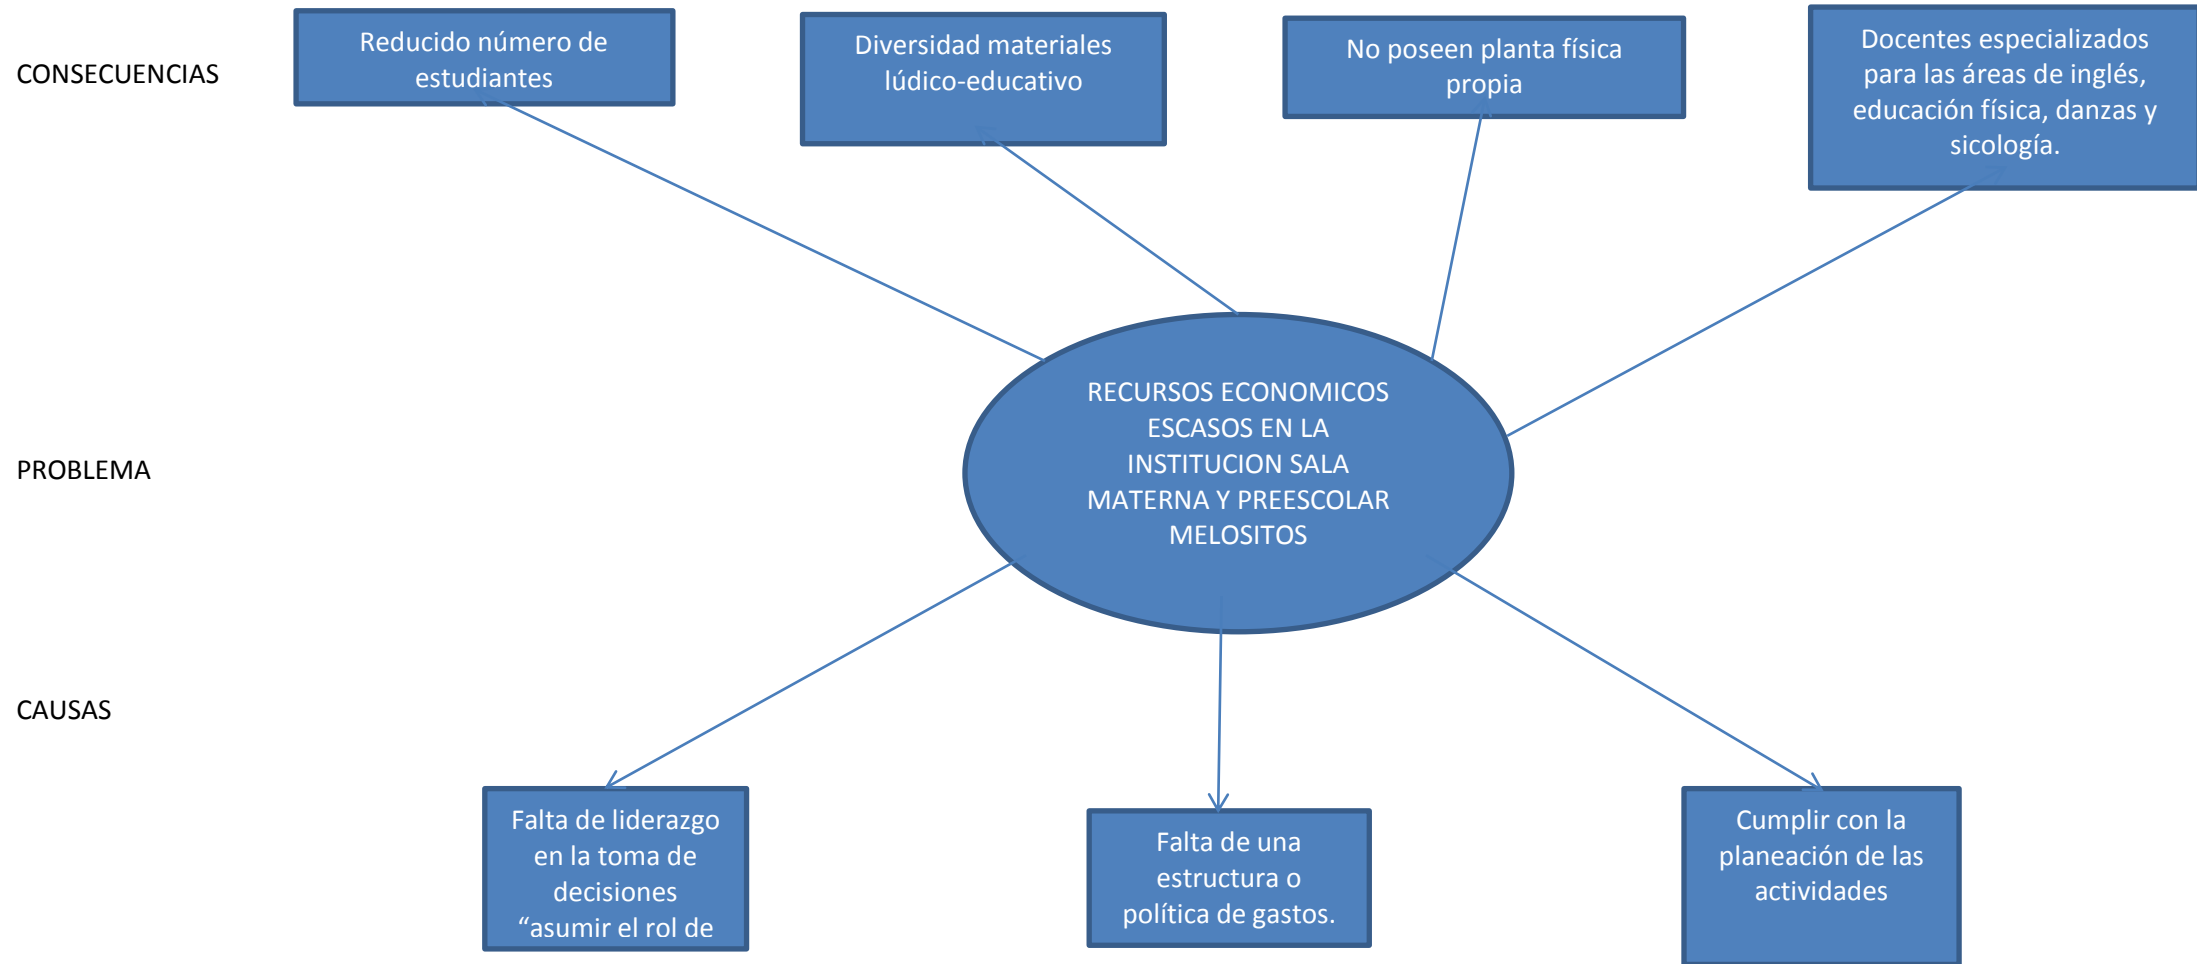 CONSECUENCIAS
Reducido número de
estudiantes
Diversidad materiales
lúdico-educativo
No poseen planta física
propia
Docentes especializados
para las áreas de inglés,
educación física, danzas y
sicología.
PROBLEMA
RECURSOS ECONOMICOS
ESCASOS EN LA
INSTITUCION SALA
MATERNA Y PREESCOLAR
MELOSITOS
CAUSAS
Falta de liderazgo
en la toma de
decisiones
“asumir el rol de
Falta de una
estructura o
política de gastos.
Cumplir con la
planeación de las
actividades